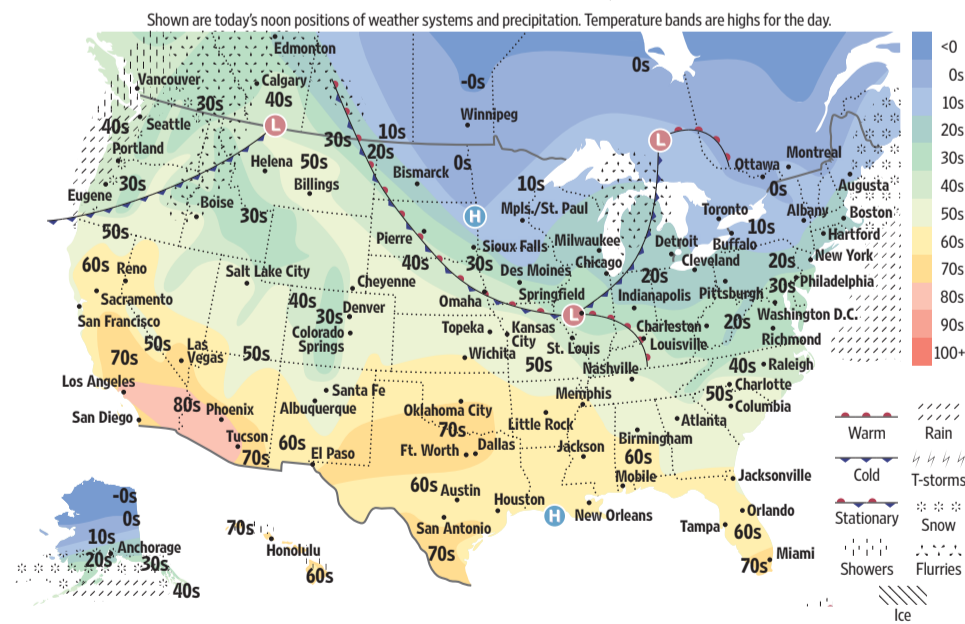 Shown are today's noon positions of weather systems and precipitation. Temperature bands are highs for the day.
Edmonton
<0
Vancouver
Calgary
-0s
0s
0s
30s
40s
10s
40s
Seattle
L
Winnipeg
20s
Portland
30s
10s
L
30s
20s
Montreal
Helena
50s
0s
Ottawa
40s
Eugene
30s
Billings
Bismarck
10s
0s
Augusta
50s
Boise
30s
H
Mpls./St. Paul
Toronto
Albany
Boston
60s
50s
Pierre
Sioux Falls
Milwaukee
Detroit
Buffalo
10s
Hartford
70s
60s
Reno
Salt Lake City
40s
30s
Des Moines
Chicago
20s
Cleveland
20s
New York
80s
Sacramento
40s
Cheyenne
Omaha
Springfield
Indianapolis
Pittsburgh
30s
Philadelphia
90s
San Francisco
30s
Denver
L
Washington D.C.
100+
50s
Las
Vegas
Colorado
Springs
Topeka
Kansas
City
St. Louis
Charleston
Louisville
20s
Richmond
70s
50s
Wichita
50s
Nashville
40s
Raleigh
Los Angeles
Santa Fe
Memphis
50s
Charlotte
San Diego
80s
Phoenix
Albuquerque
Oklahoma City
Little Rock
Atlanta
Columbia
Warm
Rain
Tucson
60s
70s
Dallas
Jackson
Birmingham
70s
El Paso
Ft. Worth
60s
Cold
T-storms
60s
Austin
Houston
Mobile
Jacksonville
-0s
H
New Orleans
Orlando
Stationary
Snow
0s
70s
San Antonio
Tampa
60s
10s
Anchorage
Honolulu
70s
Miami
20s
30s
60s
70s
Showers
Flurries
40s
Ice